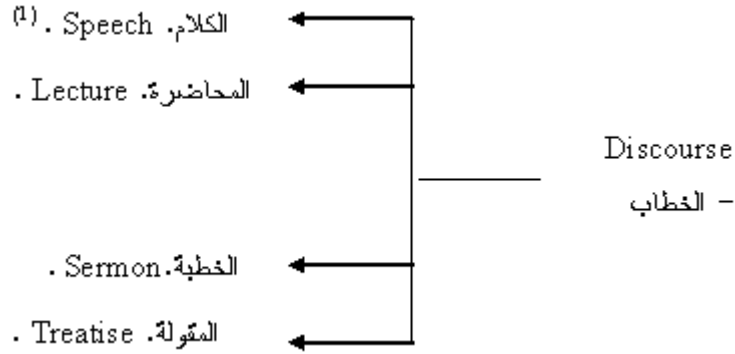 الكلام. Speech . (1)
المحاضرة. Lecture .
Discourse
– الخطاب
الخطبة. Sermon .
المقولة. Treatise .